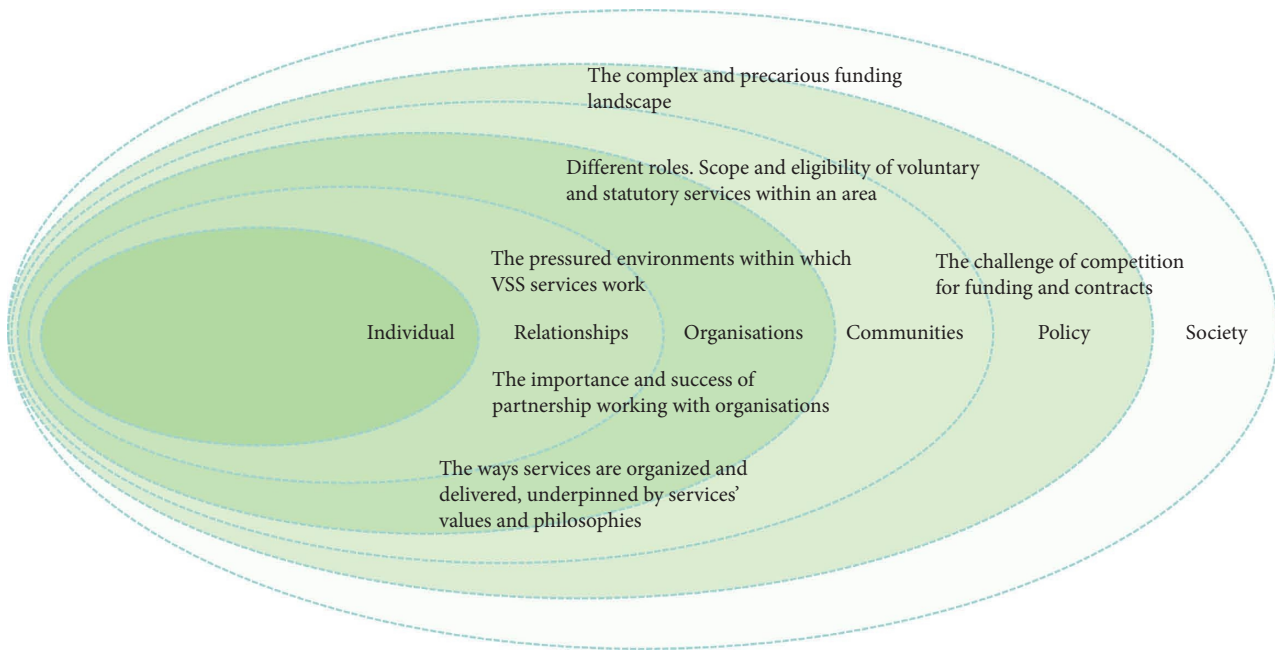 The complex and precarious funding
landscape
Different roles. Scope and eligibility of voluntary
and statutory services within an area
The pressured environments within which
VSS services work
The challenge of competition
for funding and contracts
Individual
Relationships
Organisations
Communities
Policy
Society
The importance and success of
partnership working with organisations
The ways services are organized and
delivered, underpinned by services’
values and philosophies